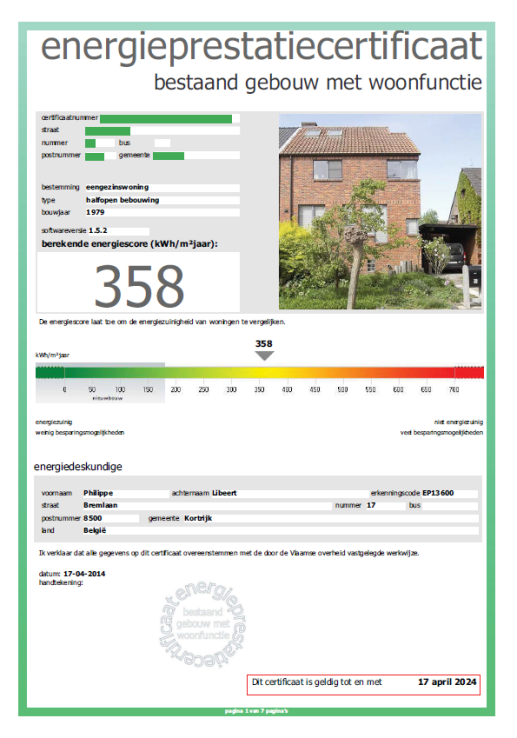 energieprestatiecertificaat
bestaand gebouw met woonfunctie
certificaatnummer
straat
nummer bus
postnummer gemeente
bestemming eengezinswoning
type halfopen bebouwing
bouwjaar 1979
softwareversie 1.5.2
berekende energiescore (kWh/m²jaar):
358
De energiescore laat toe om de energiezuinigheid van woningen te vergelijken.
358
kWh/m²jaar
0 50 100 150 200 250 300 350 400 450 500 550 600 650 700
nieuwbouw
energiezuinig niet energiezuinig
weinig besparingsmogelijkheden veel besparingsmogelijkheden
energiedeskundige
voornaam Philippe achternaam Libeert erkenningscode EP13600
straat Bremlaan nummer 17 bus
postnummer 8500 gemeente Kortrijk
land België
Ik verklaar dat alle gegevens op dit certificaat overeenstemmen met de door de Vlaamse overheid vastgelegde werkwijze.
datum: 17-04-2014
handtekening:
energieprestatiecertificaat
bestaand
gebouw met
woonfunctie
Dit certificaat is geldig tot en met 17 april 2024
pagina 1 van 7 pagina's